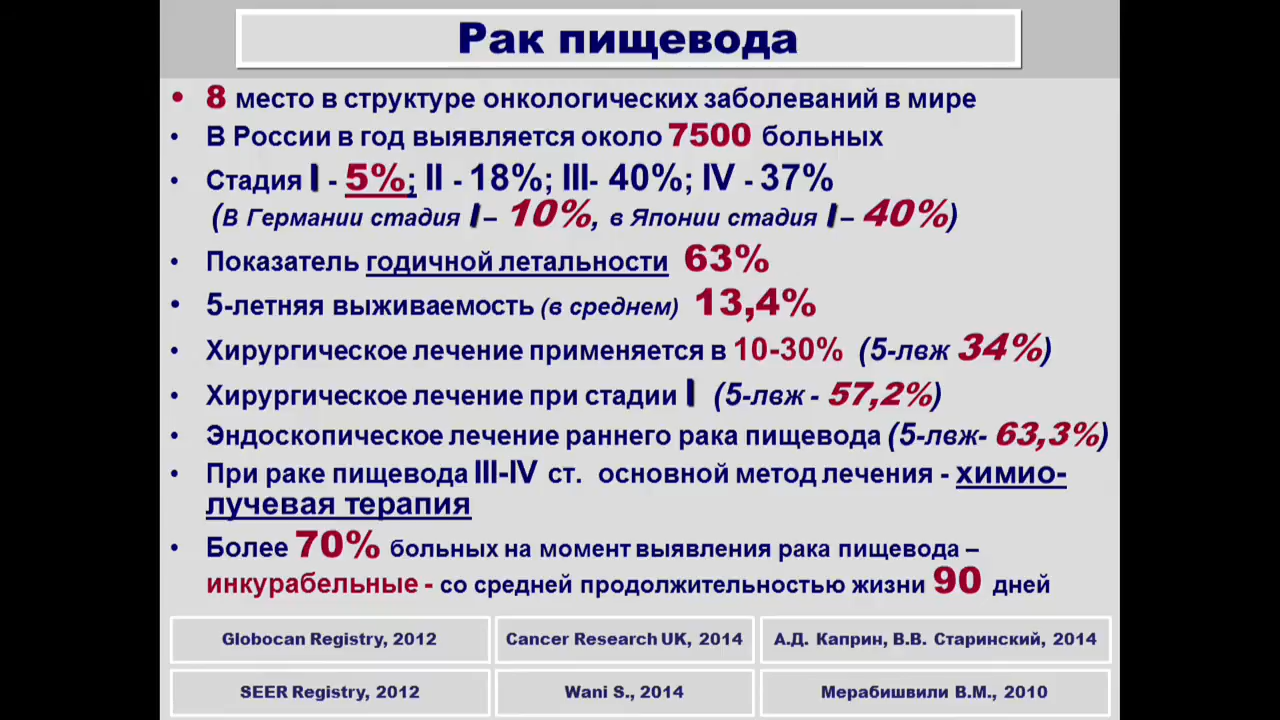 Рак пищевода
• 8 место в структуре онкологических заболеваний в мире
• В России в год выявляется около 7500 больных
• Стадия I - 5%; II - 18%; III- 40%; IV - 37%
(В Германии стадия I – 10%, в Японии стадия I – 40%)
• Показатель годичной летальности 63%
• 5-летняя выживаемость (в среднем) 13,4%
• Хирургическое лечение применяется в 10-30% (5-лвж 34%)
• Хирургическое лечение при стадии I (5-лвж - 57,2%)
• Эндоскопическое лечение раннего рака пищевода (5-лвж- 63,3%)
• При раке пищевода III-IV ст. основной метод лечения - химио-
лучевая терапия
• Более 70% больных на момент выявления рака пищевода –
инкурабельные - со средней продолжительностью жизни 90 дней
Globocan Registry, 2012
Cancer Research UK, 2014
А.Д. Каприн, В.В. Старинский, 2014
SEER Registry, 2012
Wani S., 2014
Мерабишвили В.М., 2010